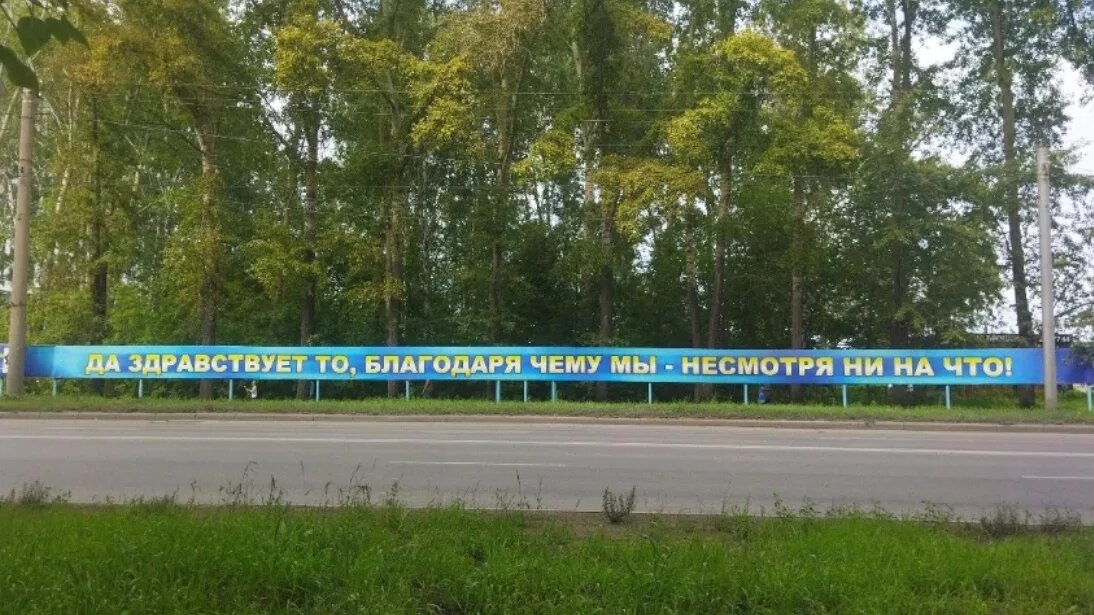 ДА ЗДРАВСТВУЕТ ТО, БЛАГОДАРЯ ЧЕМУ МЫ - НЕСМОТРЯ НИ НА ЧТО!